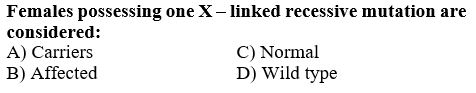 Females possessing one X – linked recessive mutation are
considered:
A) Carriers C) Normal
B) Affected D) Wild type